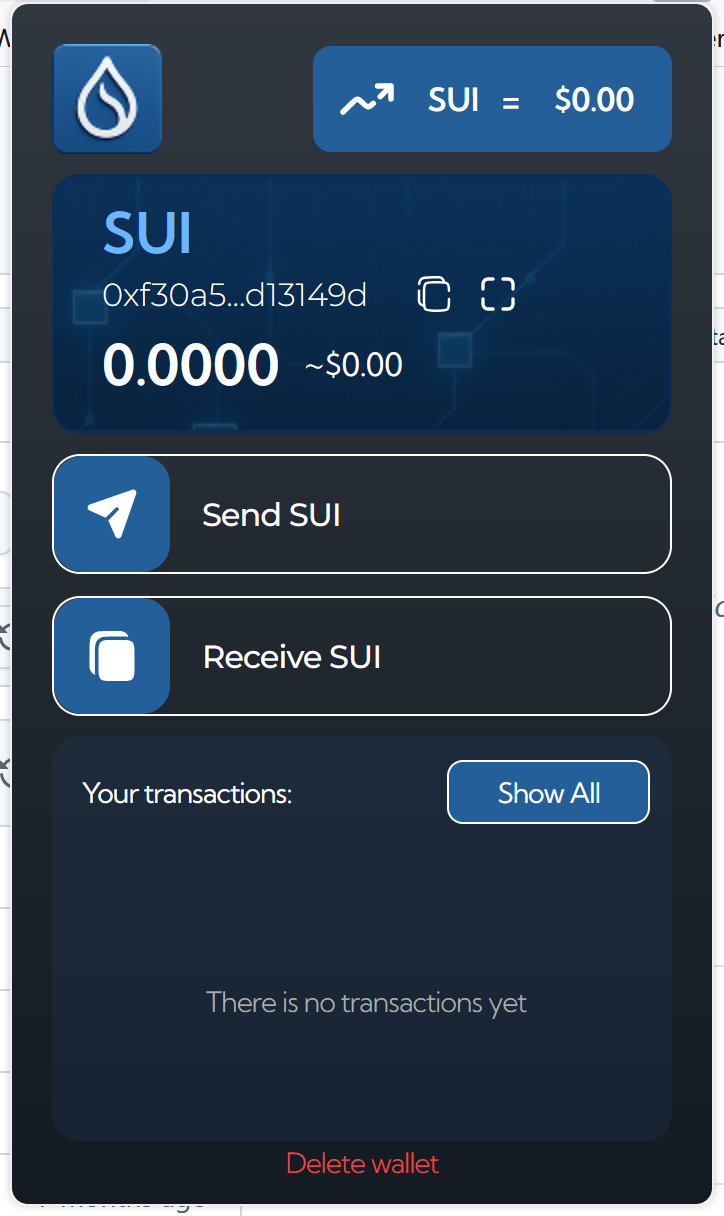 SUI = $0.00
SUI
0xf30a5...d13149d
0.0000 ~$0.00
Send SUI
Receive SUI
Your transactions:
Show All
There is no transactions yet
Delete wallet